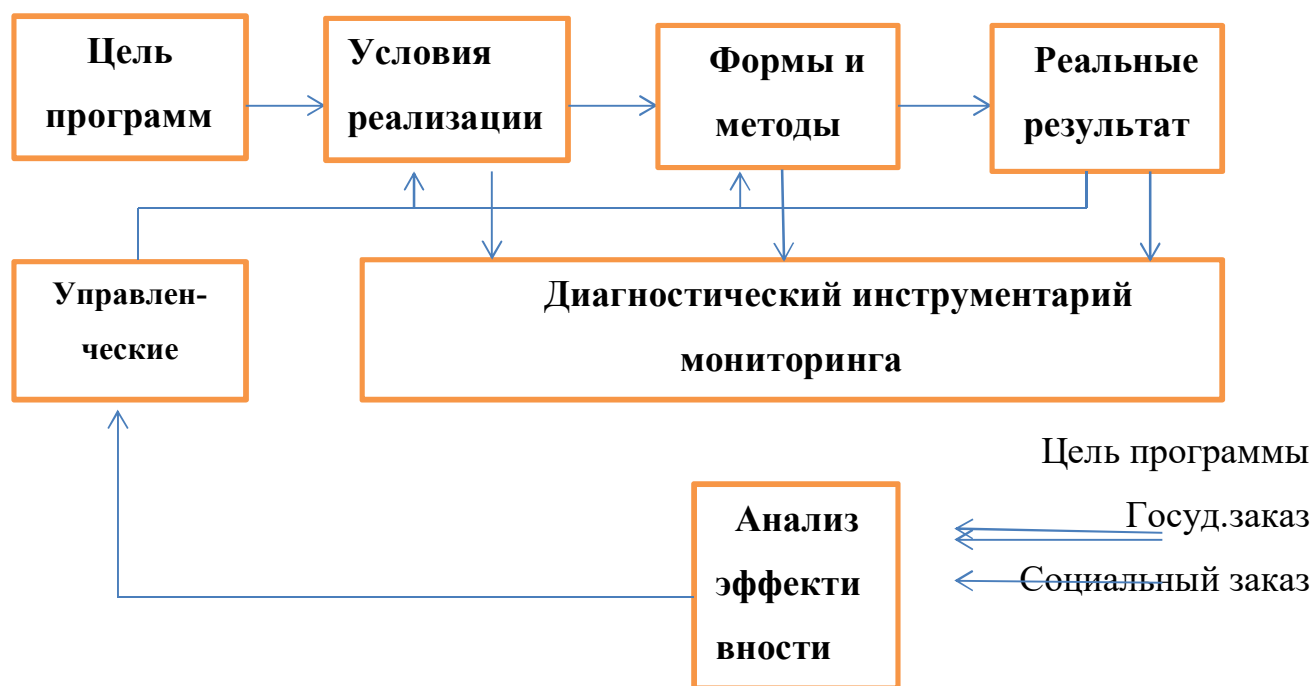 Цель
программ
Условия
реализации
Формы и
методы
Реальные
результат
Управлен-
ческие
Диагностический инструментарий
мониторинга
Анализ
эффекти
вности
Цель программы
Госуд.заказ
Социальный заказ